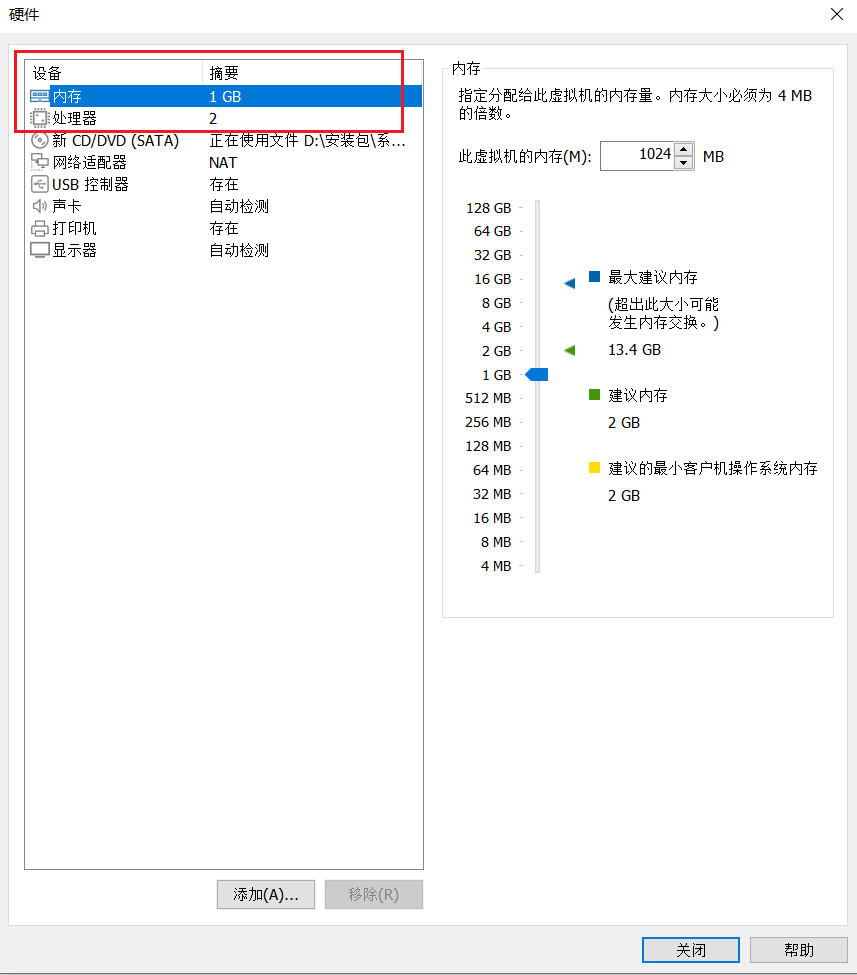 硬件
设备 摘要
内存 1 GB
处理器 2
新 CD/DVD (SATA) 正在使用文件 D:\安装包\系...
网络适配器 NAT
USB 控制器 存在
声卡 自动检测
打印机 存在
显示器 自动检测
添加(A)... 移除(R)
内存
指定分配给此虚拟机的内存量。内存大小必须为 4 MB
的倍数。
此虚拟机的内存(M): 1024 MB
128 GB
64 GB
32 GB
16 GB
8 GB
4 GB
2 GB
1 GB
512 MB
256 MB
128 MB
64 MB
32 MB
16 MB
8 MB
4 MB
最大建议内存
(超出此大小可能
发生内存交换。)
13.4 GB
建议内存
2 GB
建议的最小客户机操作系统内存
2 GB
关闭 帮助